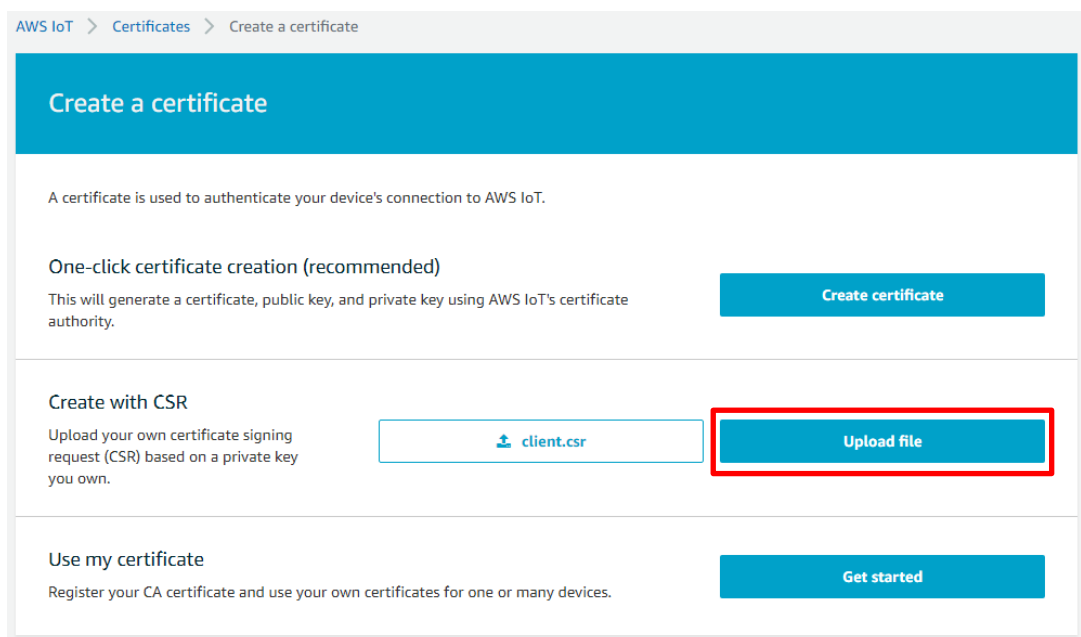 AWS IoT > Certificates > Create a certificate
Create a certificate
A certificate is used to authenticate your device's connection to AWS IoT.
One-click certificate creation (recommended)
This will generate a certificate, public key, and private key using AWS IoT's certificate
authority.
Create certificate
Create with CSR
Upload your own certificate signing
request (CSR) based on a private key
you own.
client.csr
Upload file
Use my certificate
Register your CA certificate and use your own certificates for one or many devices.
Get started